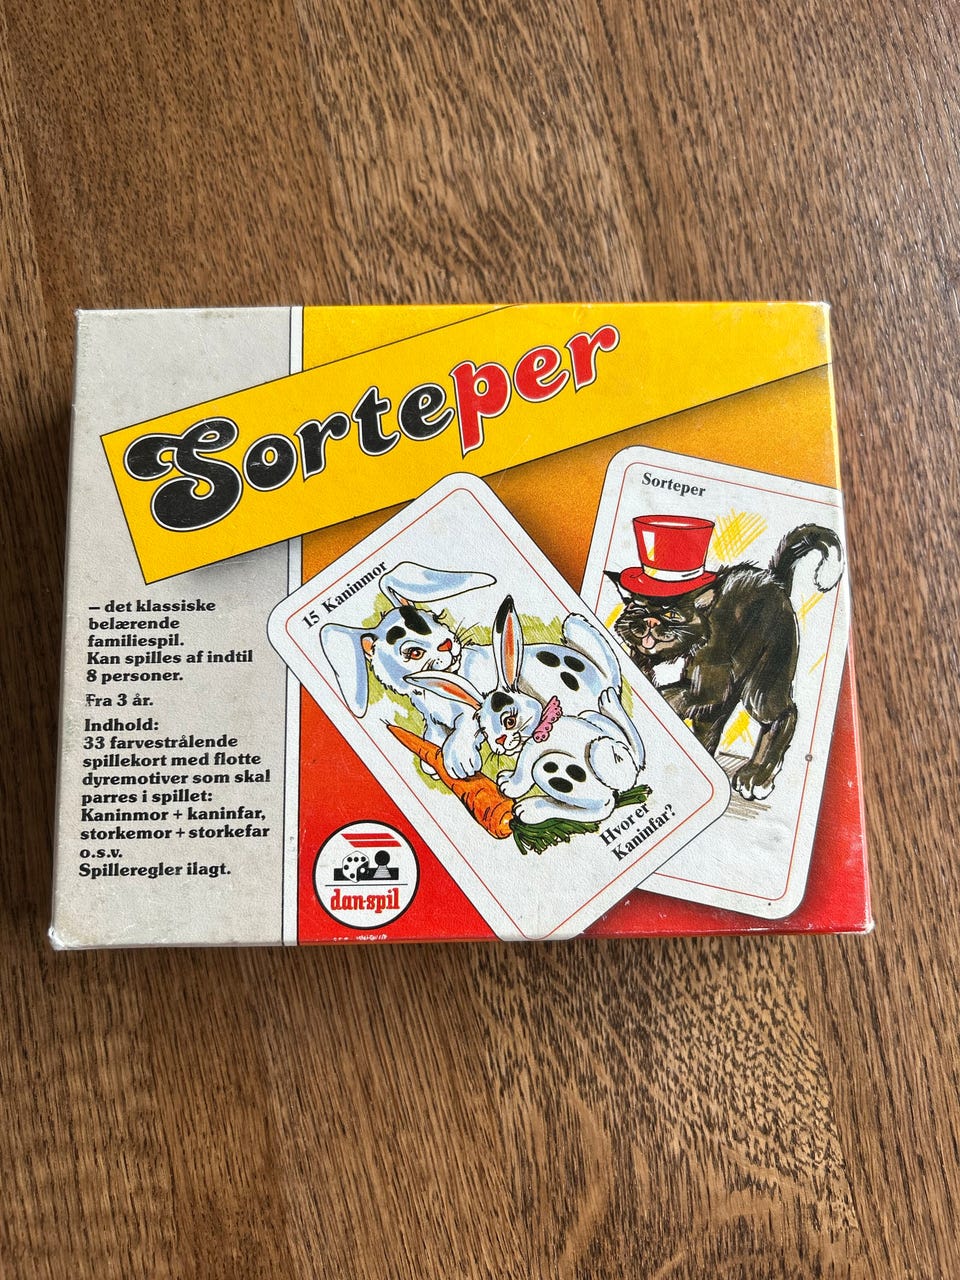 Sorteper
– det klassiske
belærende
familiespil.
Kan spilles af indtil
8 personer.
Fra 3 år.
Indhold:
33 farvestrålende
spillekort med flotte
dyremotiver som skal
parres i spillet:
Kaninmor + kaninfar,
storkemor + storkefar
o.s.v.
Spilleregler ilagt.
15 Kaninmor
Hvor er
Kaninfar?
Sorteper
dan-spil